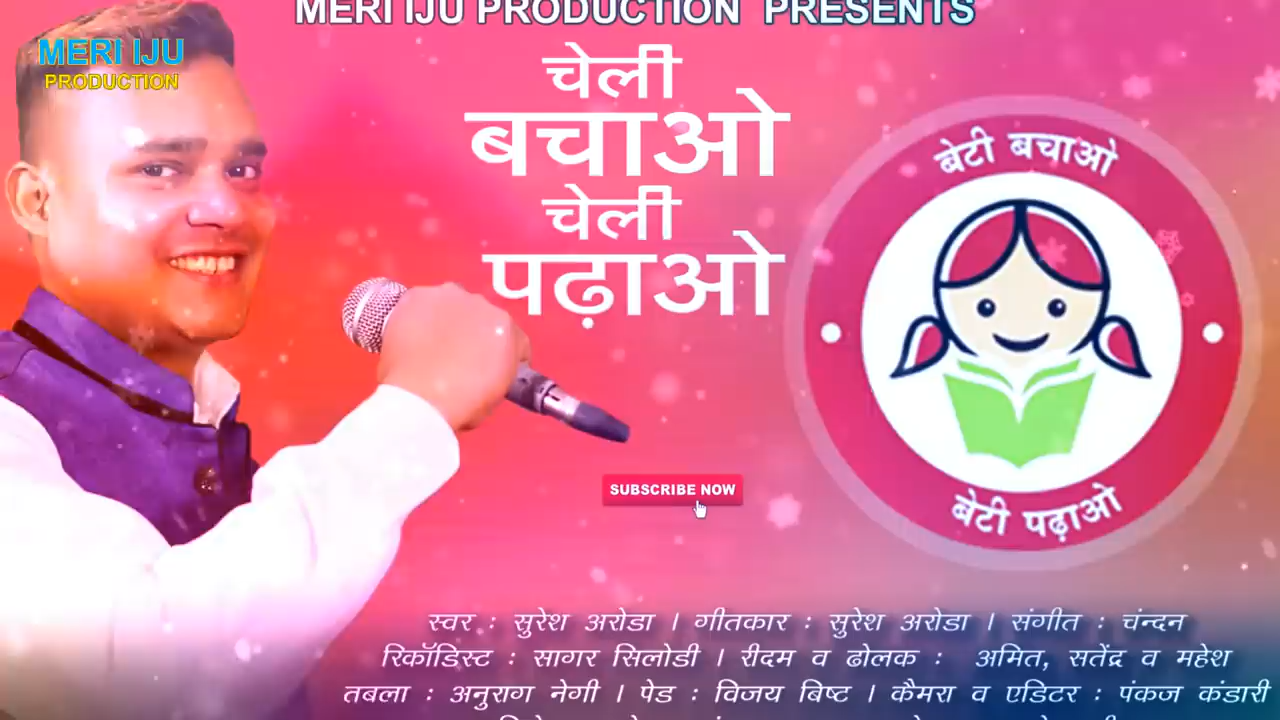 MERI IJU PRODUCTION PRESENTS
MERI IJU
PRODUCTION
चेली
बचाओ
चेली
पढ़ाओ
बेटी बचाओ
बेटी पढ़ाओ
SUBSCRIBE NOW
स्वर : सुरेश अरोडा । गीतकार : सुरेश अरोडा । संगीत : चंन्दन
रिकॉडिस्ट : सागर सिलोडी । रीदम व ढोलक : अमित, सतेंद्र व महेश
तबला : अनुराग नेगी । पेड : विजय बिष्ट । कैमरा व एडिटर : पंकज कंडारी